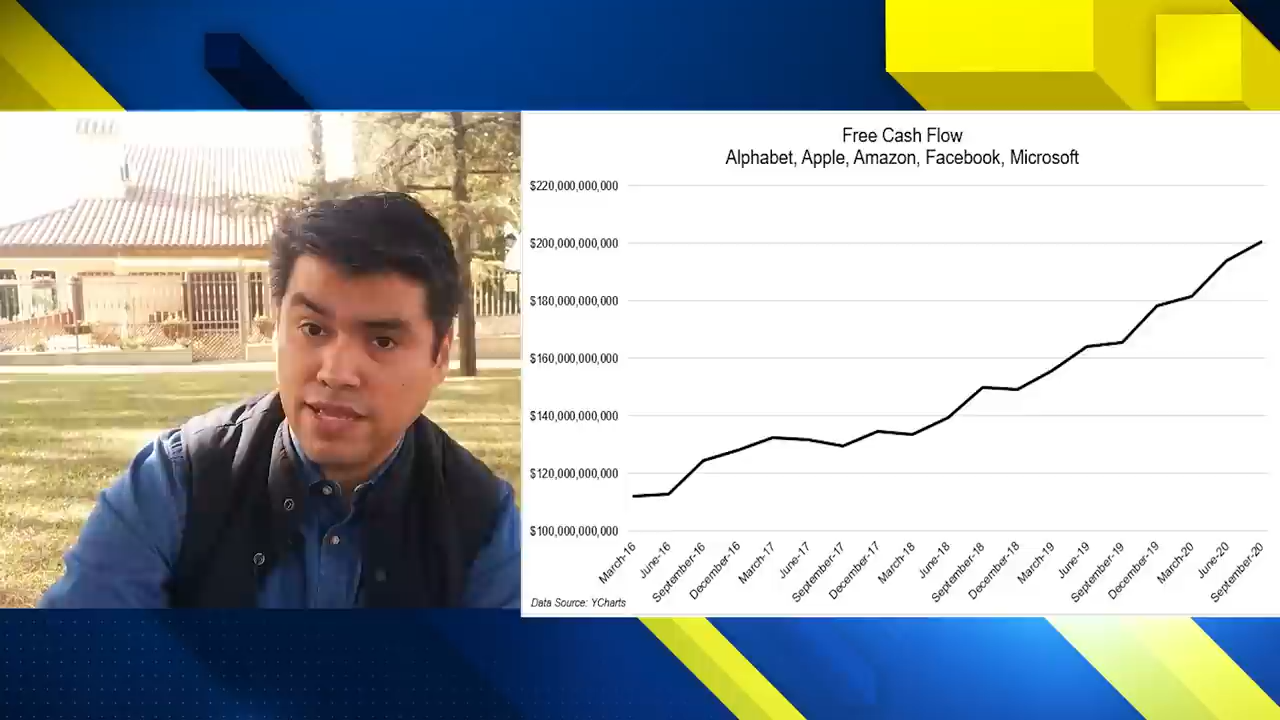 Free Cash Flow
Alphabet, Apple, Amazon, Facebook, Microsoft
$220,000,000,000
$200,000,000,000
$180,000,000,000
$160,000,000,000
$140,000,000,000
$120,000,000,000
$100,000,000,000
March-16
June-16
September-16
December-16
March-17
June-17
September-17
December-17
March-18
June-18
September-18
December-18
March-19
June-19
September-19
December-19
March-20
June-20
September-20
Data Source: YCharts